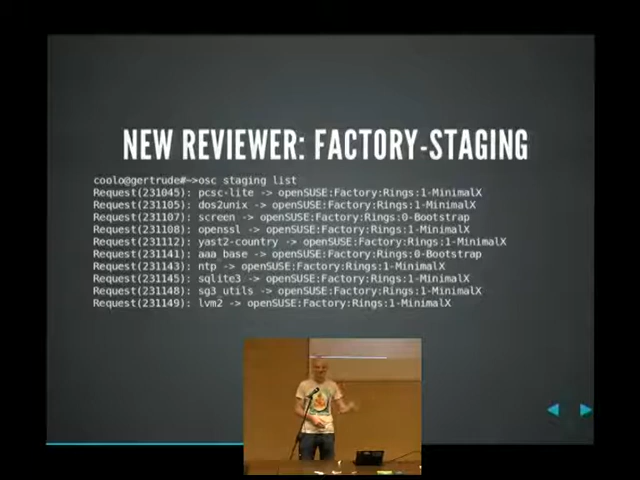 NEW REVIEWER: FACTORY-STAGING
coolo@gertrude#~>osc staging list
Request(231045): pcsc-lite -> openSUSE:Factory:Rings:1-MinimalX
Request(231105): dos2unix -> openSUSE:Factory:Rings:1-MinimalX
Request(231107): screen -> openSUSE:Factory:Rings:0-Bootstrap
Request(231108): openssl -> openSUSE:Factory:Rings:1-MinimalX
Request(231112): yast2-country -> openSUSE:Factory:Rings:1-MinimalX
Request(231141): aaa_base -> openSUSE:Factory:Rings:0-Bootstrap
Request(231143): ntp -> openSUSE:Factory:Rings:1-MinimalX
Request(231145): sqlite3 -> openSUSE:Factory:Rings:1-MinimalX
Request(231148): sg3_utils -> openSUSE:Factory:Rings:1-MinimalX
Request(231149): lvm2 -> openSUSE:Factory:Rings:1-MinimalX